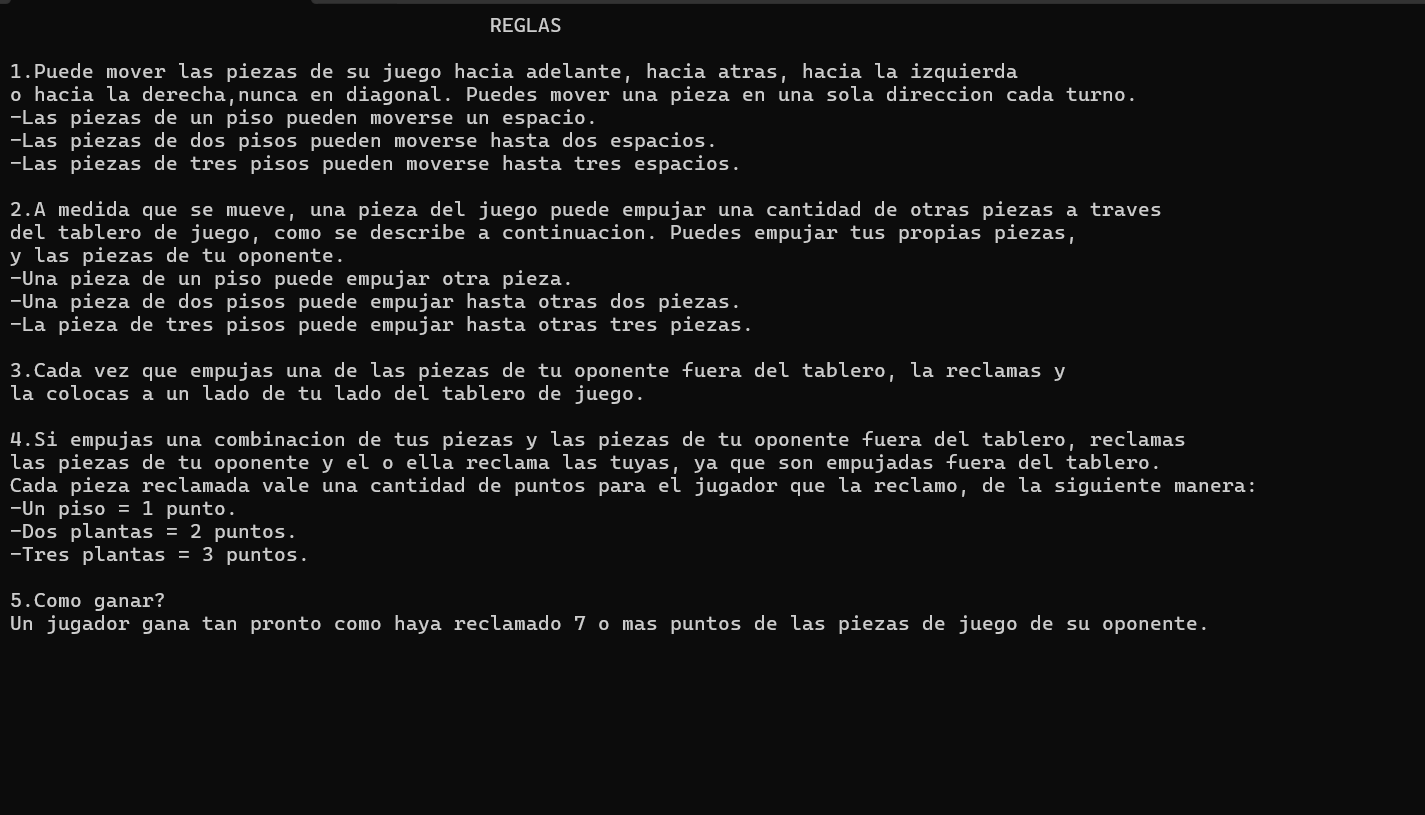 REGLAS
1.Puede mover las piezas de su juego hacia adelante, hacia atras, hacia la izquierda
o hacia la derecha,nunca en diagonal. Puedes mover una pieza en una sola direccion cada turno.
-Las piezas de un piso pueden moverse un espacio.
-Las piezas de dos pisos pueden moverse hasta dos espacios.
-Las piezas de tres pisos pueden moverse hasta tres espacios.
2.A medida que se mueve, una pieza del juego puede empujar una cantidad de otras piezas a traves
del tablero de juego, como se describe a continuacion. Puedes empujar tus propias piezas,
y las piezas de tu oponente.
-Una pieza de un piso puede empujar otra pieza.
-Una pieza de dos pisos puede empujar hasta otras dos piezas.
-La pieza de tres pisos puede empujar hasta otras tres piezas.
3.Cada vez que empujas una de las piezas de tu oponente fuera del tablero, la reclamas y
la colocas a un lado de tu lado del tablero de juego.
4.Si empujas una combinacion de tus piezas y las piezas de tu oponente fuera del tablero, reclamas
las piezas de tu oponente y el o ella reclama las tuyas, ya que son empujadas fuera del tablero.
Cada pieza reclamada vale una cantidad de puntos para el jugador que la reclamo, de la siguiente manera:
-Un piso = 1 punto.
-Dos plantas = 2 puntos.
-Tres plantas = 3 puntos.
5.Como ganar?
Un jugador gana tan pronto como haya reclamado 7 o mas puntos de las piezas de juego de su oponente.